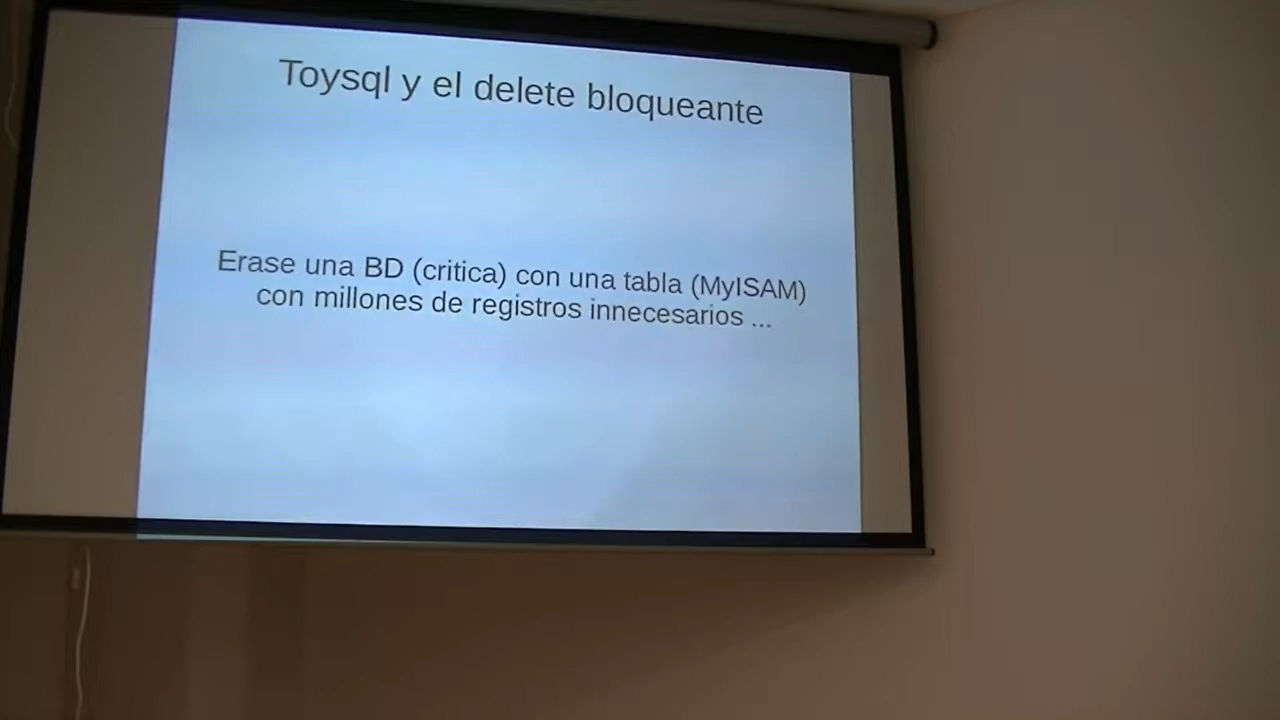 Toysql y el delete bloqueante
Erase una BD (critica) con una tabla (MyISAM)
con millones de registros innecesarios ...